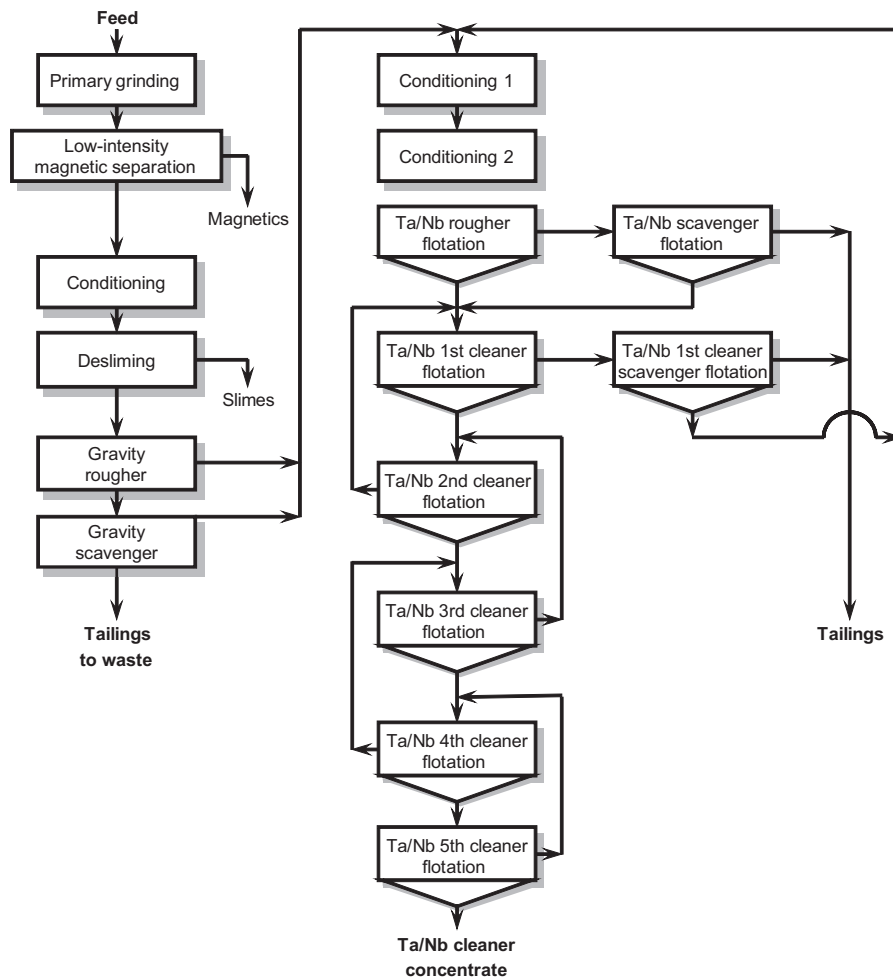 Feed
Primary grinding
Low-intensity
magnetic separation
Magnetics
Conditioning
Desliming
Slimes
Gravity
rougher
Gravity
scavenger
Tailings
to waste
Conditioning 1
Conditioning 2
Ta/Nb rougher
flotation
Ta/Nb scavenger
flotation
Ta/Nb 1st cleaner
flotation
Ta/Nb 1st cleaner
scavenger flotation
Ta/Nb 2nd cleaner
flotation
Ta/Nb 3rd cleaner
flotation
Tailings
Ta/Nb 4th cleaner
flotation
Ta/Nb 5th cleaner
flotation
Ta/Nb cleaner
concentrate